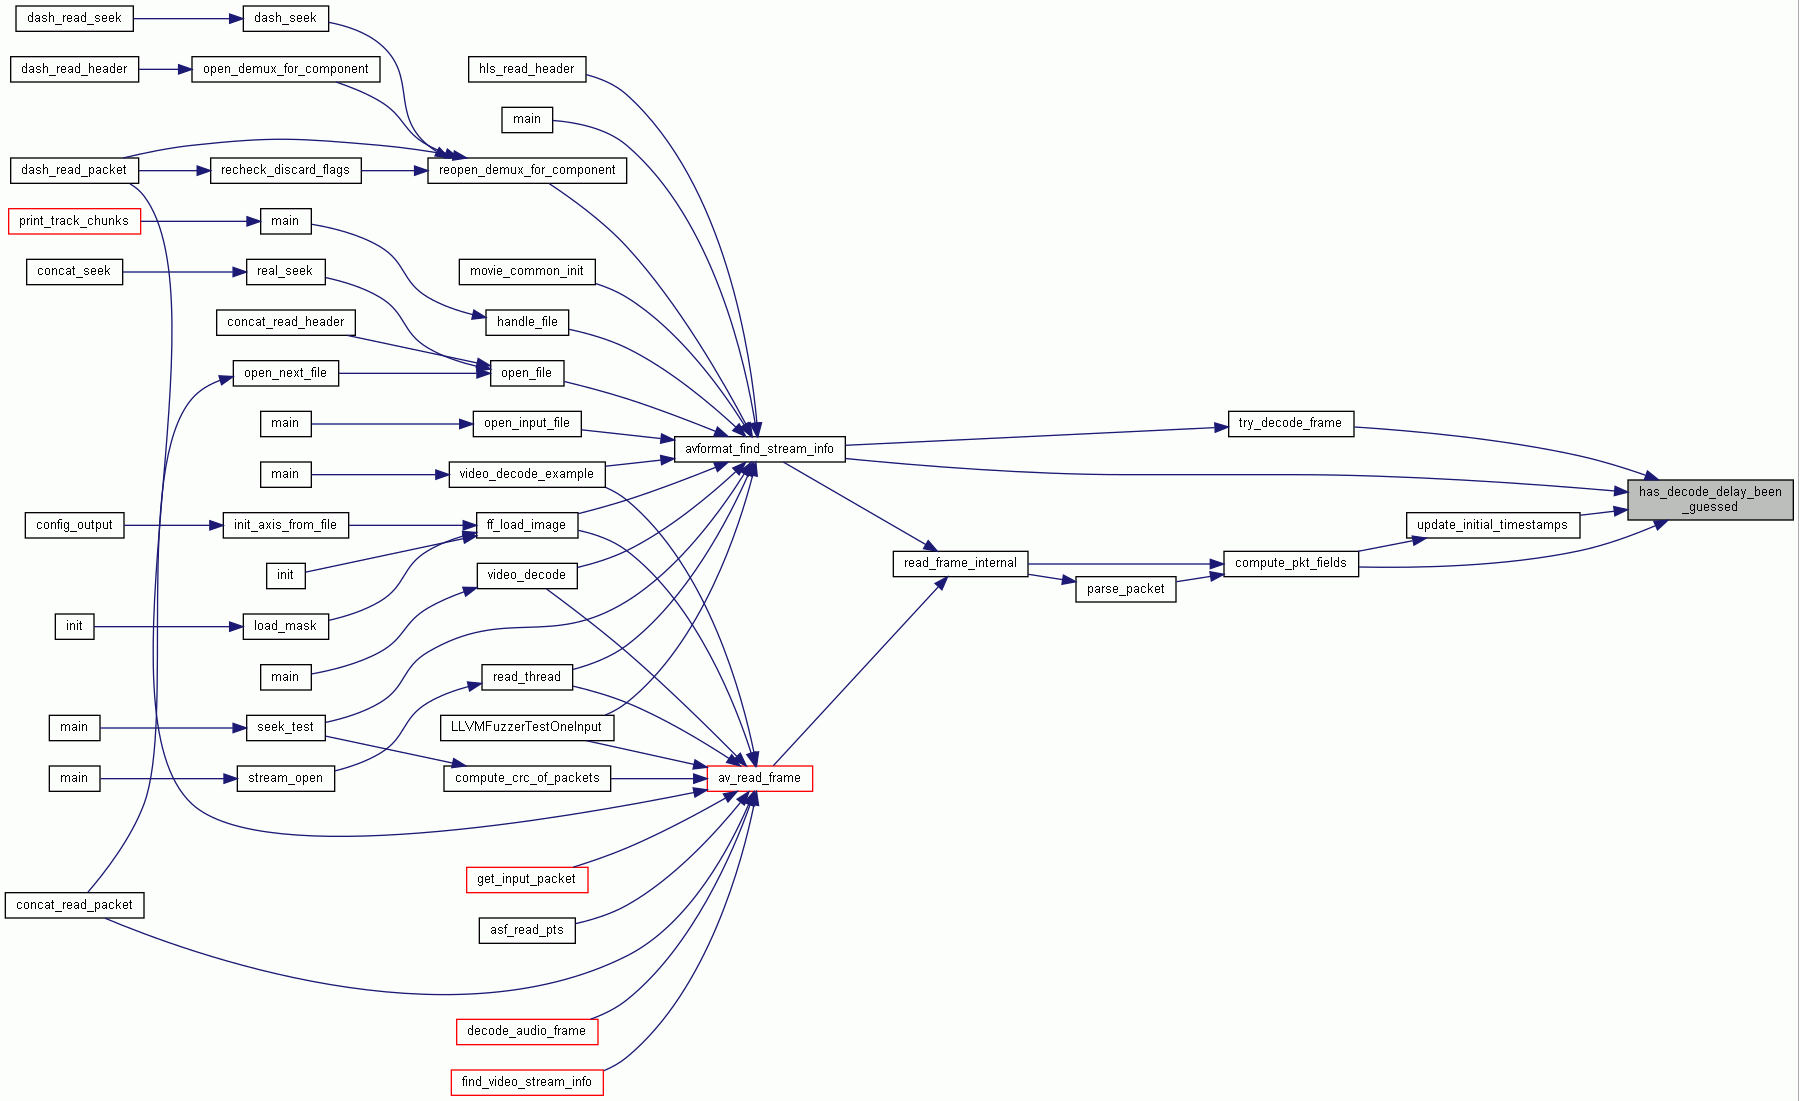 dash_read_seek
dash_seek
dash_read_header
open_demux_for_component
hls_read_header
main
dash_read_packet
recheck_discard_flags
reopen_demux_for_component
print_track_chunks
main
concat_seek
real_seek
movie_common_init
concat_read_header
handle_file
open_next_file
open_file
main
open_input_file
try_decode_frame
avformat_find_stream_info
main
video_decode_example
has_decode_delay_been
_guessed
config_output
init_axis_from_file
ff_load_image
update_initial_timestamps
read_frame_internal
compute_pkt_fields
init
video_decode
parse_packet
init
load_mask
main
read_thread
main
seek_test
LLVMFuzzerTestOneInput
main
stream_open
compute_crc_of_packets
av_read_frame
get_input_packet
concat_read_packet
asf_read_pts
decode_audio_frame
find_video_stream_info